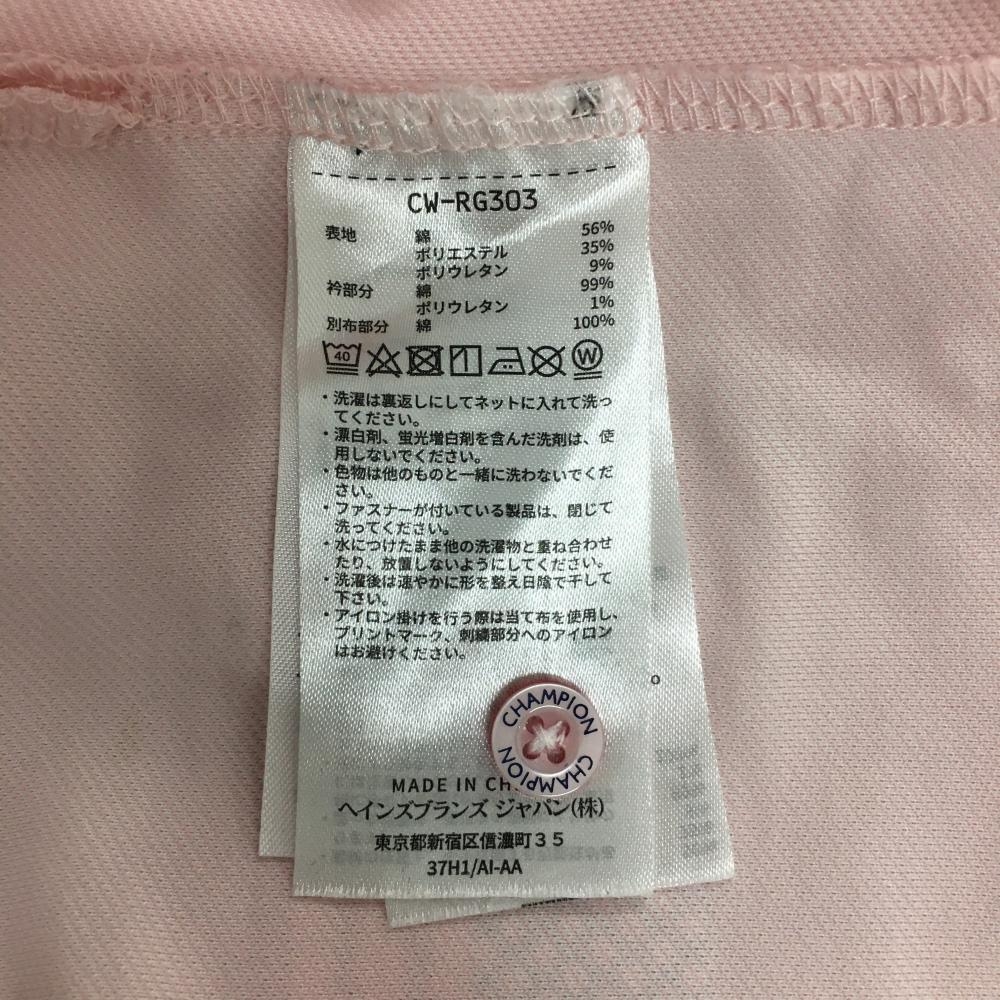 CW-RG303
表地 綿 56%
ポリエステル 35%
ポリウレタン 9%
衿部分 綿 99%
ポリウレタン 1%
別布部分 綿 100%
40 W
・洗濯は裏返しにしてネットに入れて洗っ
てください。
・漂白剤、蛍光増白剤を含んだ洗剤は、使
用しないでください。
・色物は他のものと一緒に洗わないでくだ
さい。
・ファスナーが付いている製品は、閉じて
洗ってください。
・水につけたまま他の洗濯物と重ね合わせ
たり、放置しないようにしてください。
・洗濯後は速やかに形を整え日陰で干して
下さい。
・アイロン掛けを行う際は当て布を使用し、
プリントマーク、刺繍部分へのアイロン
はお避けください。
CHAMPION
CHAMPION
MADE IN CH
ヘインズブランズ ジャパン(株)
東京都新宿区信濃町35
37H1/AI-AA